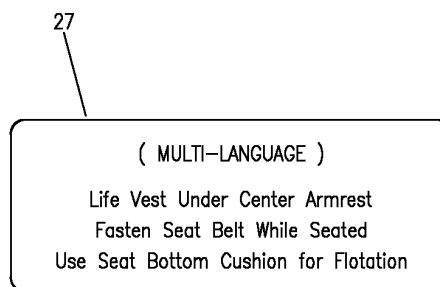 27
( MULTI-LANGUAGE )
Life Vest Under Center Armrest
Fasten Seat Belt While Seated
Use Seat Bottom Cushion for Flotation